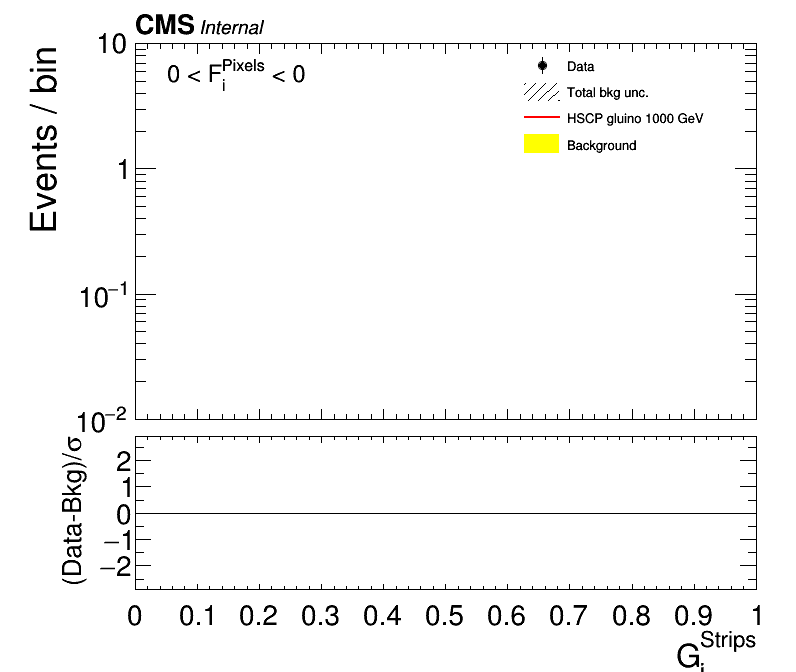 CMS Internal
10
1
10⁻¹
10⁻²
Events / bin
0 < Fᵢ^Pixels < 0
Data
Total bkg unc.
HSCP gluino 1000 GeV
Background
(Data-Bkg)/σ
2
1
0
−1
−2
0 0.1 0.2 0.3 0.4 0.5 0.6 0.7 0.8 0.9 1
Gᵢ^Strips